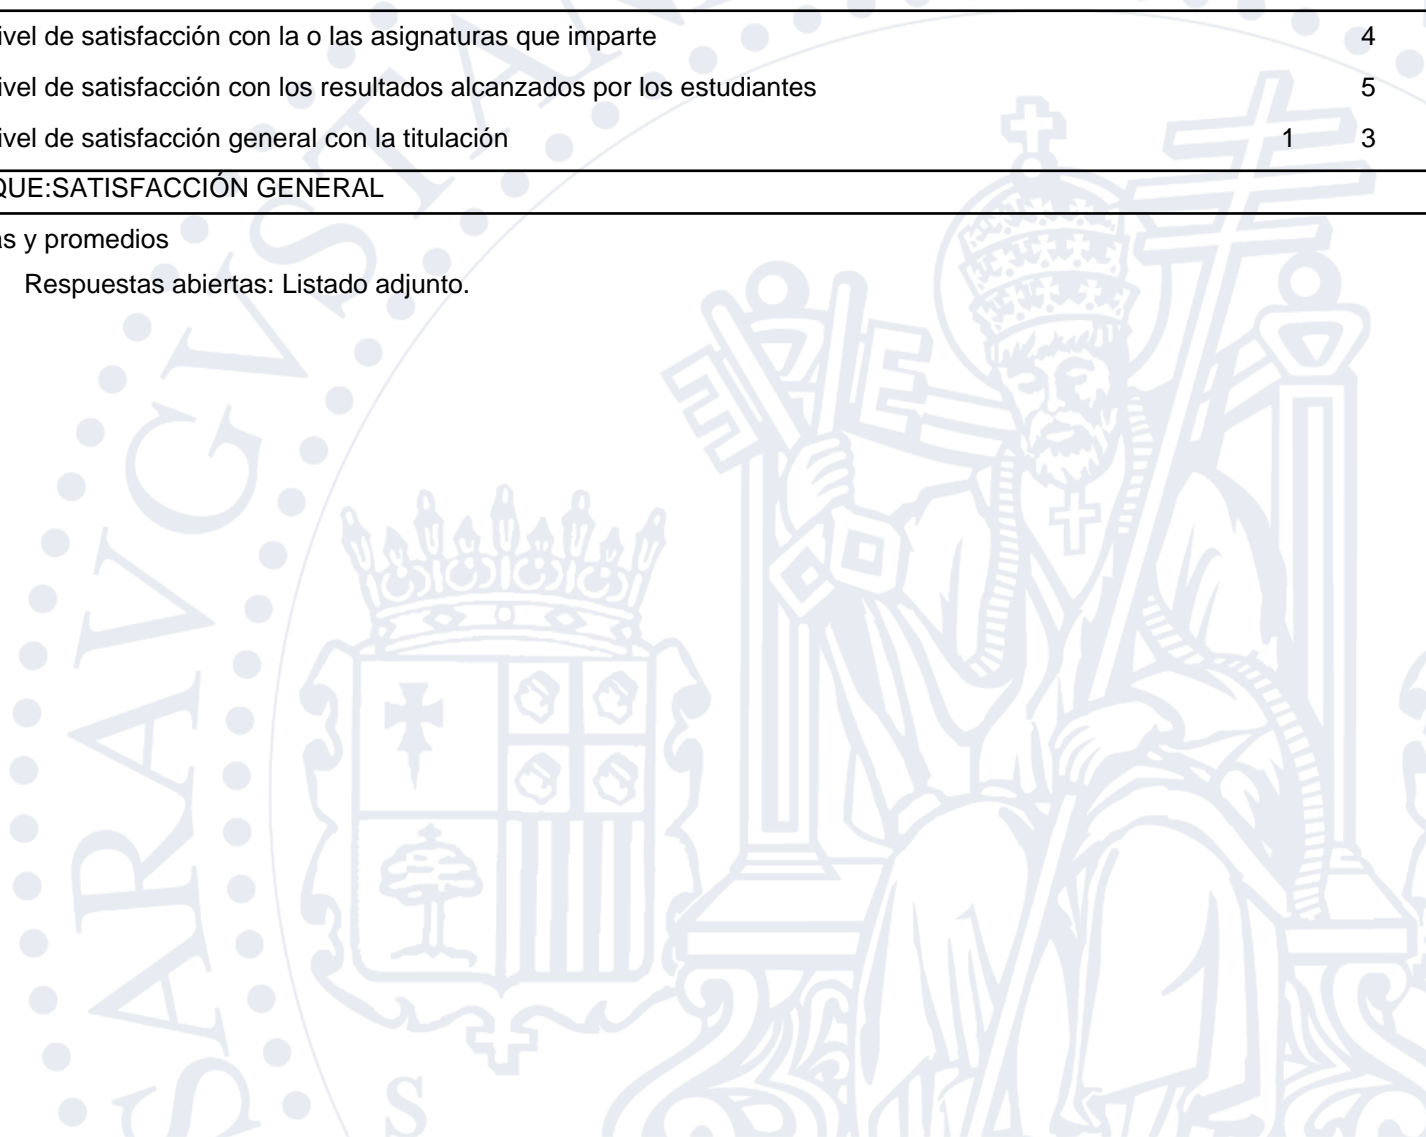 ivel de satisfacción con la o las asignaturas que imparte 4
ivel de satisfacción con los resultados alcanzados por los estudiantes 5
ivel de satisfacción general con la titulación 1 3
QUE:SATISFACCIÓN GENERAL
as y promedios
Respuestas abiertas: Listado adjunto.
SARAVGVSTAN
S